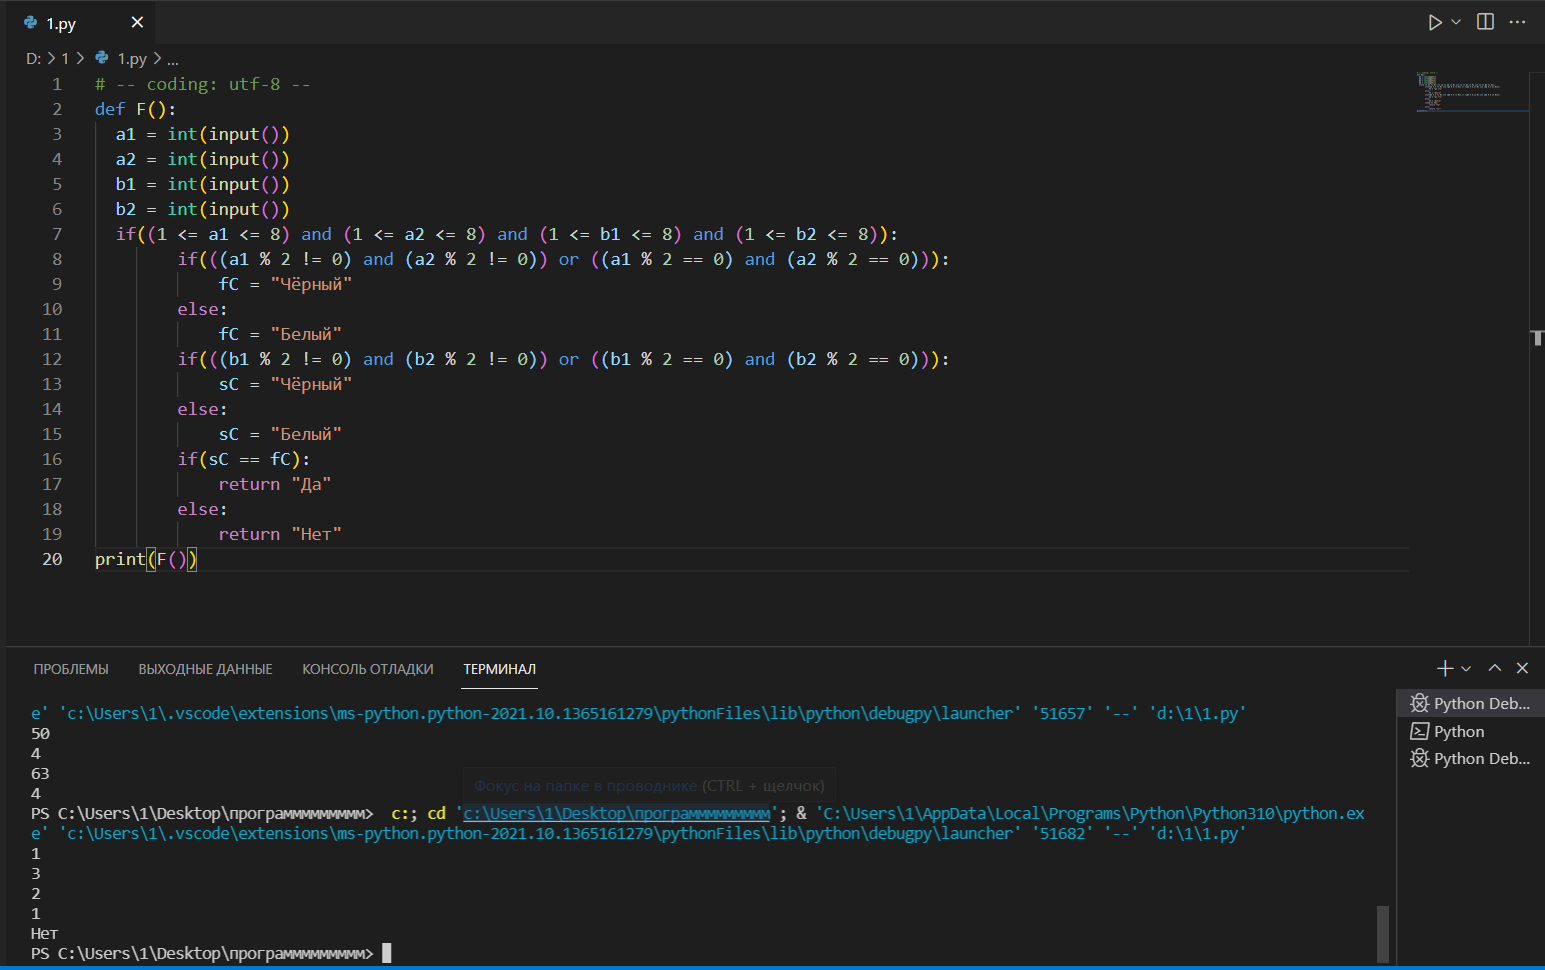 1.py
D: > 1 > 1.py > ...
1 # -- coding: utf-8 --
2 def F():
3 a1 = int(input())
4 a2 = int(input())
5 b1 = int(input())
6 b2 = int(input())
7 if((1 <= a1 <= 8) and (1 <= a2 <= 8) and (1 <= b1 <= 8) and (1 <= b2 <= 8)):
8 if(((a1 % 2 != 0) and (a2 % 2 != 0)) or ((a1 % 2 == 0) and (a2 % 2 == 0))):
9 fC = "Чёрный"
10 else:
11 fC = "Белый"
12 if(((b1 % 2 != 0) and (b2 % 2 != 0)) or ((b1 % 2 == 0) and (b2 % 2 == 0))):
13 sC = "Чёрный"
14 else:
15 sC = "Белый"
16 if(sC == fC):
17 return "Да"
18 else:
19 return "Нет"
20 print(F())
ПРОБЛЕМЫ ВЫХОДНЫЕ ДАННЫЕ КОНСОЛЬ ОТЛАДКИ ТЕРМИНАЛ
e' 'c:\Users\1\.vscode\extensions\ms-python.python-2021.10.1365161279\pythonFiles\lib\python\debugpy\launcher' '51657' '--' 'd:\1\1.py'
50
4
63
Фокус на папке в проводнике (CTRL + щелчок)
4
PS C:\Users\1\Desktop\программмммммммм> c:; cd 'c:\Users\1\Desktop\программмммммммм'; & 'C:\Users\1\AppData\Local\Programs\Python\Python310\python.ex
e' 'c:\Users\1\.vscode\extensions\ms-python.python-2021.10.1365161279\pythonFiles\lib\python\debugpy\launcher' '51682' '--' 'd:\1\1.py'
1
3
2
1
Нет
PS C:\Users\1\Desktop\программмммммммм>
Python Deb...
Python
Python Deb...